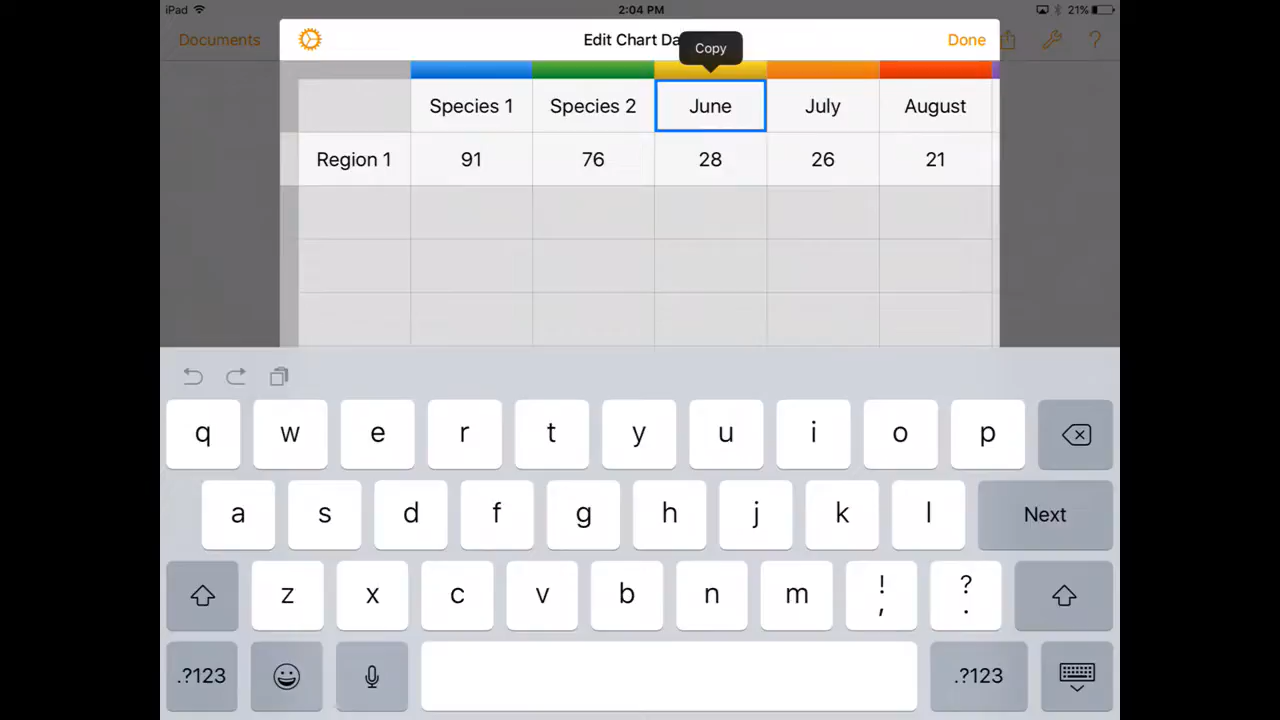 iPad 2:04 PM 21%
Documents Edit Chart Da Done ?
Copy
Species 1 Species 2 June July August
Region 1 91 76 28 26 21
q w e r t y u i o p
a s d f g h j k l Next
z x c v b n m ! , ? .
.?123 .?123